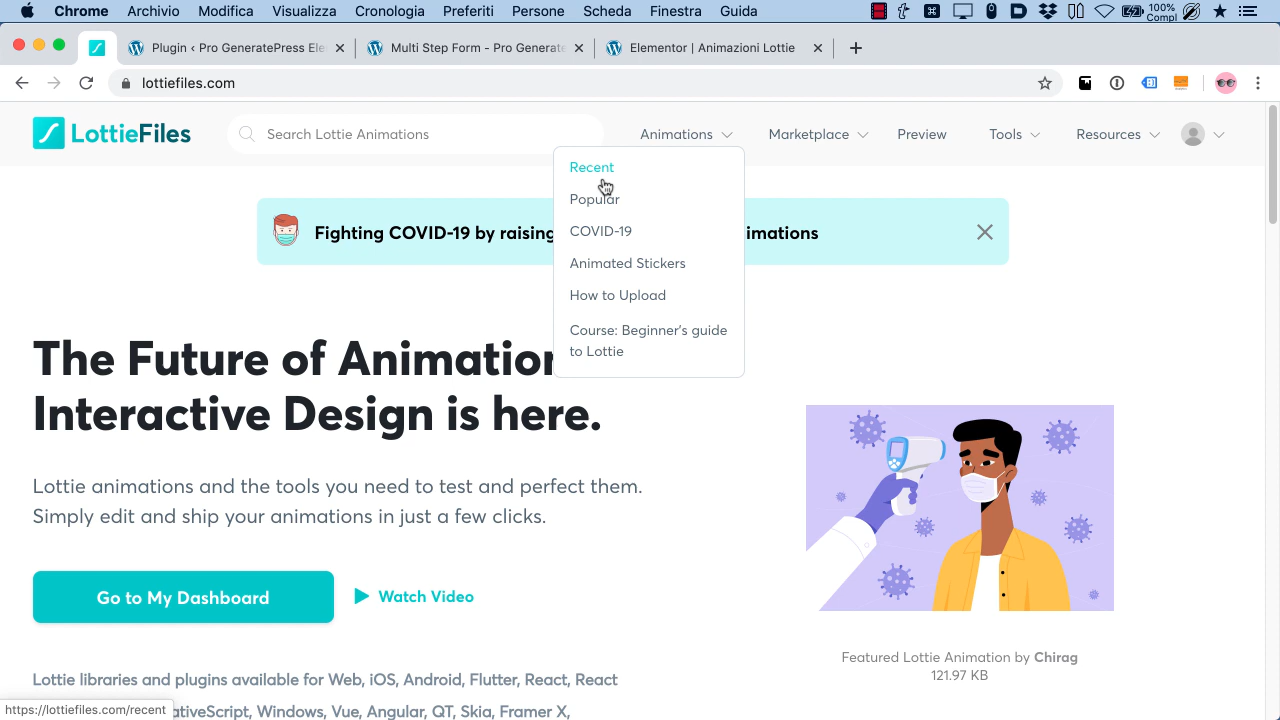 Chrome Archivio Modifica Visualizza Cronologia Preferiti Persone Scheda Finestra Guida 100% Compl
Plugin ‹ Pro GeneratePress Ele
Multi Step Form - Pro Generate
Elementor | Animazioni Lottie
lottiefiles.com
LottieFiles
Search Lottie Animations
Animations Marketplace Preview Tools Resources
Recent
Popular
COVID-19
Animated Stickers
How to Upload
Course: Beginner's guide
to Lottie
Fighting COVID-19 by raising imations
The Future of Animation
Interactive Design is here.
Lottie animations and the tools you need to test and perfect them.
Simply edit and ship your animations in just a few clicks.
Go to My Dashboard
Watch Video
Featured Lottie Animation by Chirag
121.97 KB
Lottie libraries and plugins available for Web, iOS, Android, Flutter, React, React
ativeScript, Windows, Vue, Angular, QT, Skia, Framer X,
https://lottiefiles.com/recent